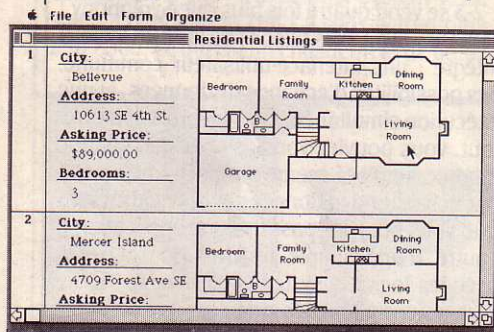 File Edit Form Organize
Residential Listings
1
City:
Bellevue
Address:
10613 SE 4th St.
Asking Price:
$89,000.00
Bedrooms:
3
Bedroom
Family Room
Kitchen
Dining Room
Living Room
B
Garage
2
City:
Mercer Island
Address:
4709 Forest Ave SE
Asking Price:
Bedroom
Family Room
Kitchen
Dining Room
Living Room
B